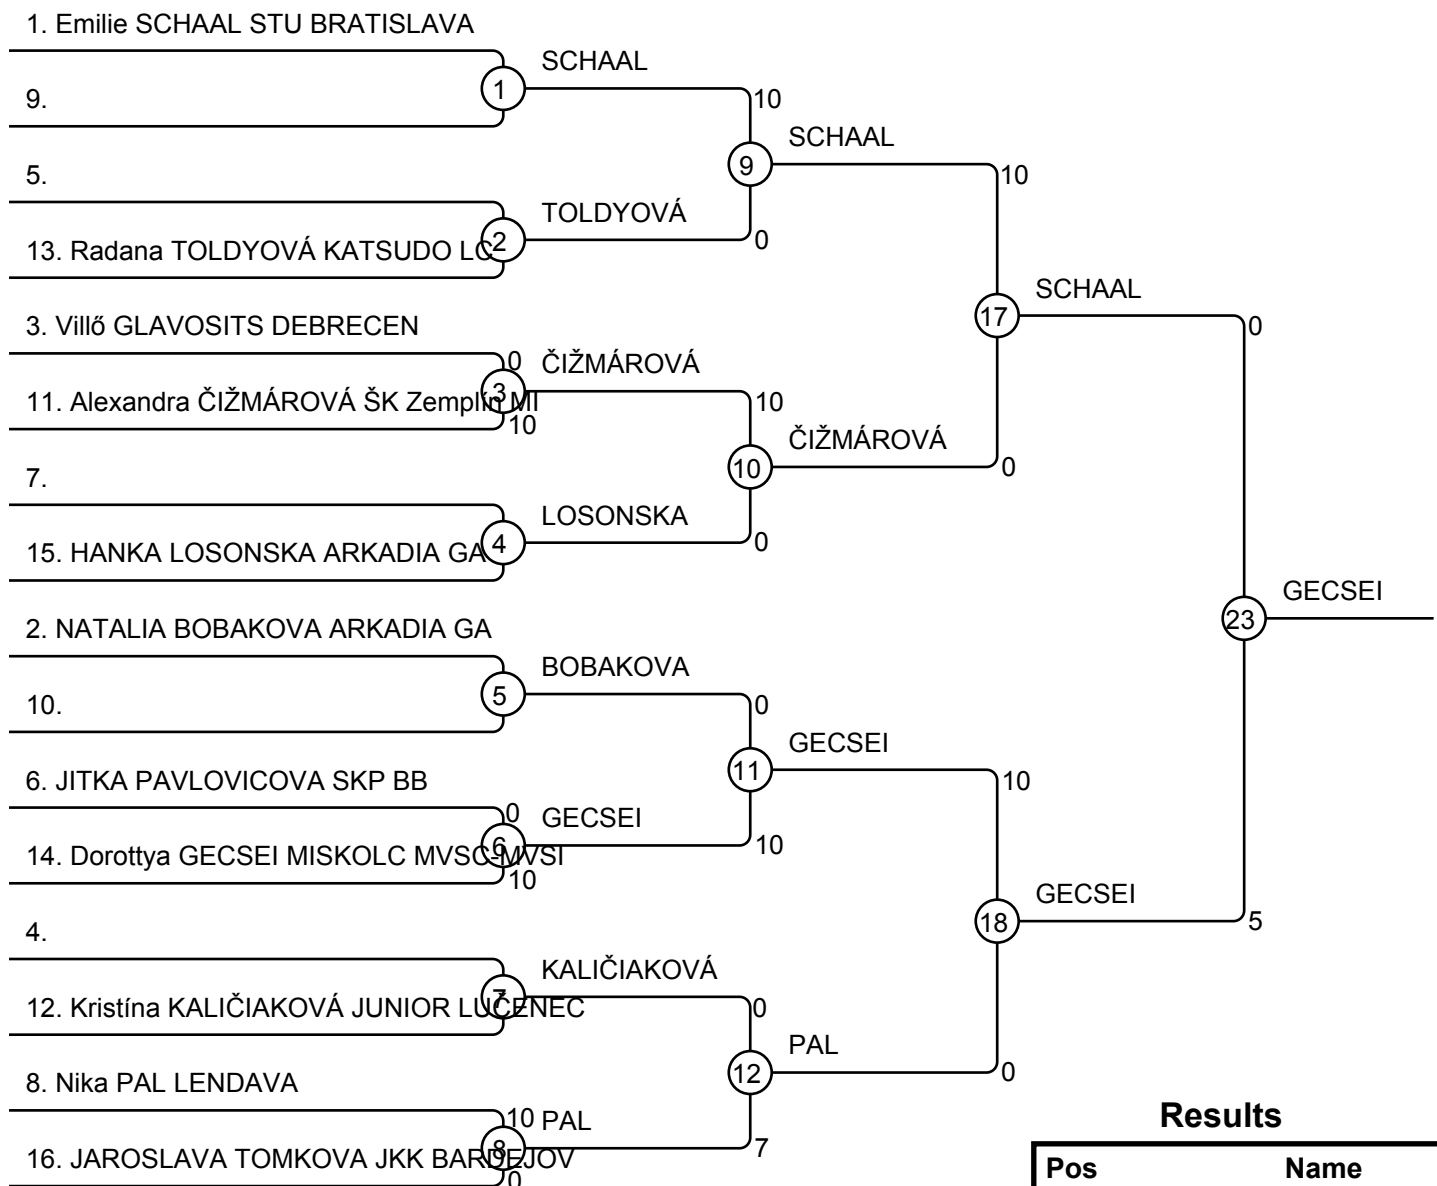 1. Emilie SCHAAL STU BRATISLAVA
SCHAAL
1
9.
10
SCHAAL
9
5.
10
TOLDYOVÁ
2
0
13. Radana TOLDYOVÁ KATSUDO LC
SCHAAL
17
0
3. Villő GLAVOSITS DEBRECEN
0
ČIŽMÁROVÁ
3
11. Alexandra ČIŽMÁROVÁ ŠK Zemplín MI
10
10
ČIŽMÁROVÁ
10
0
7.
LOSONSKA
4
0
15. HANKA LOSONSKA ARKADIA GA
GECSEI
23
2. NATALIA BOBAKOVA ARKADIA GA
BOBAKOVA
5
10.
0
GECSEI
11
10
6. JITKA PAVLOVICOVA SKP BB
0
GECSEI
6
10
14. Dorottya GECSEI MISKOLC MVSC-MVSI
10
GECSEI
18
5
4.
KALIČIAKOVÁ
7
12. Kristína KALIČIAKOVÁ JUNIOR LUČENEC
0
PAL
12
0
8. Nika PAL LENDAVA
10
PAL
8
7
16. JAROSLAVA TOMKOVA JKK BARDEJOV
0
Results
Pos Name